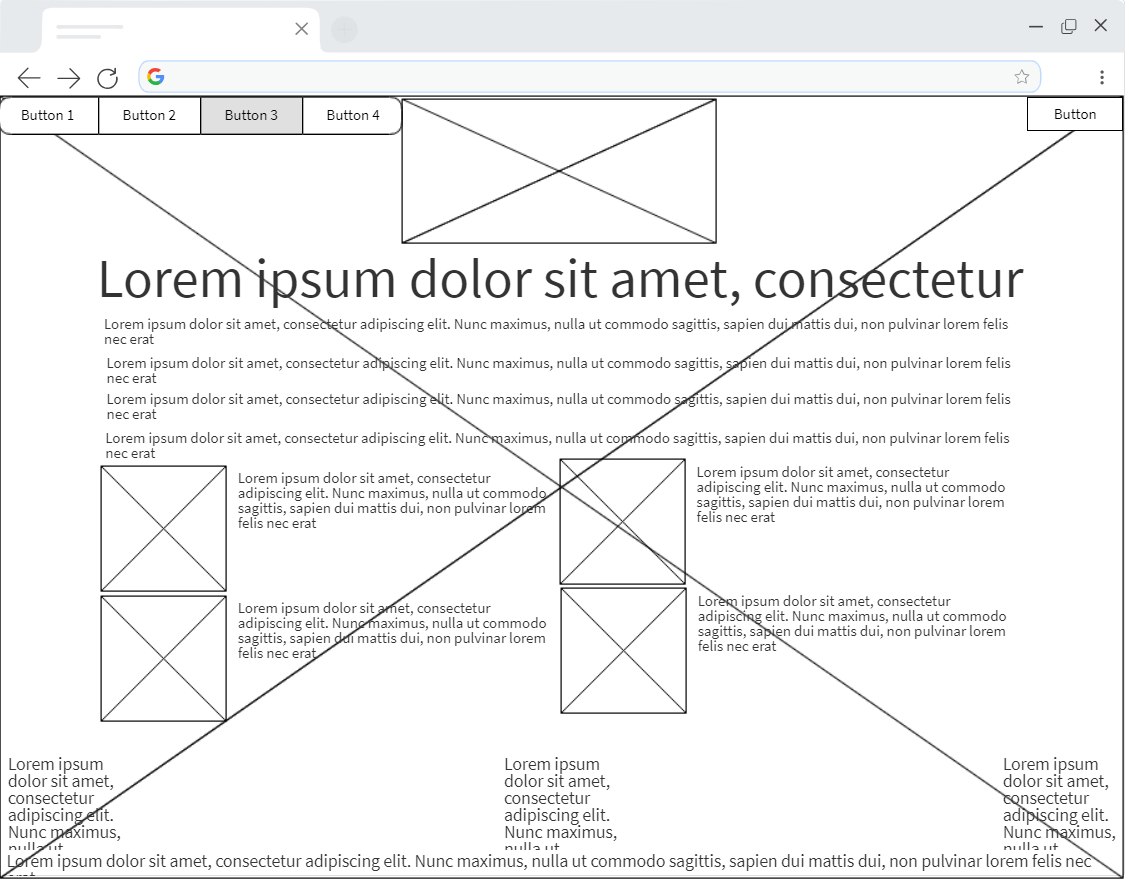 Button 1 Button 2 Button 3 Button 4 Button
Lorem ipsum dolor sit amet, consectetur
Lorem ipsum dolor sit amet, consectetur adipiscing elit. Nunc maximus, nulla ut commodo sagittis, sapien dui mattis dui, non pulvinar lorem felis
nec erat
Lorem ipsum dolor sit amet, consectetur adipiscing elit. Nunc maximus, nulla ut commodo sagittis, sapien dui mattis dui, non pulvinar lorem felis
nec erat
Lorem ipsum dolor sit amet, consectetur adipiscing elit. Nunc maximus, nulla ut commodo sagittis, sapien dui mattis dui, non pulvinar lorem felis
nec erat
Lorem ipsum dolor sit amet, consectetur adipiscing elit. Nunc maximus, nulla ut commodo sagittis, sapien dui mattis dui, non pulvinar lorem felis
nec erat
Lorem ipsum dolor sit amet, consectetur
adipiscing elit. Nunc maximus, nulla ut commodo
sagittis, sapien dui mattis dui, non pulvinar lorem
felis nec erat
Lorem ipsum dolor sit amet, consectetur
adipiscing elit. Nunc maximus, nulla ut commodo
sagittis, sapien dui mattis dui, non pulvinar lorem
felis nec erat
Lorem ipsum dolor sit amet, consectetur
adipiscing elit. Nunc maximus, nulla ut commodo
sagittis, sapien dui mattis dui, non pulvinar lorem
felis nec erat
Lorem ipsum dolor sit amet, consectetur
adipiscing elit. Nunc maximus, nulla ut commodo
sagittis, sapien dui mattis dui, non pulvinar lorem
felis nec erat
Lorem ipsum
dolor sit amet,
consectetur
adipiscing elit.
Nunc maximus,
nulla ut
Lorem ipsum
dolor sit amet,
consectetur
adipiscing elit.
Nunc maximus,
nulla ut
Lorem ipsum
dolor sit amet,
consectetur
adipiscing elit.
Nunc maximus,
nulla ut
Lorem ipsum dolor sit amet, consectetur adipiscing elit. Nunc maximus, nulla ut commodo sagittis, sapien dui mattis dui, non pulvinar lorem felis nec
erat